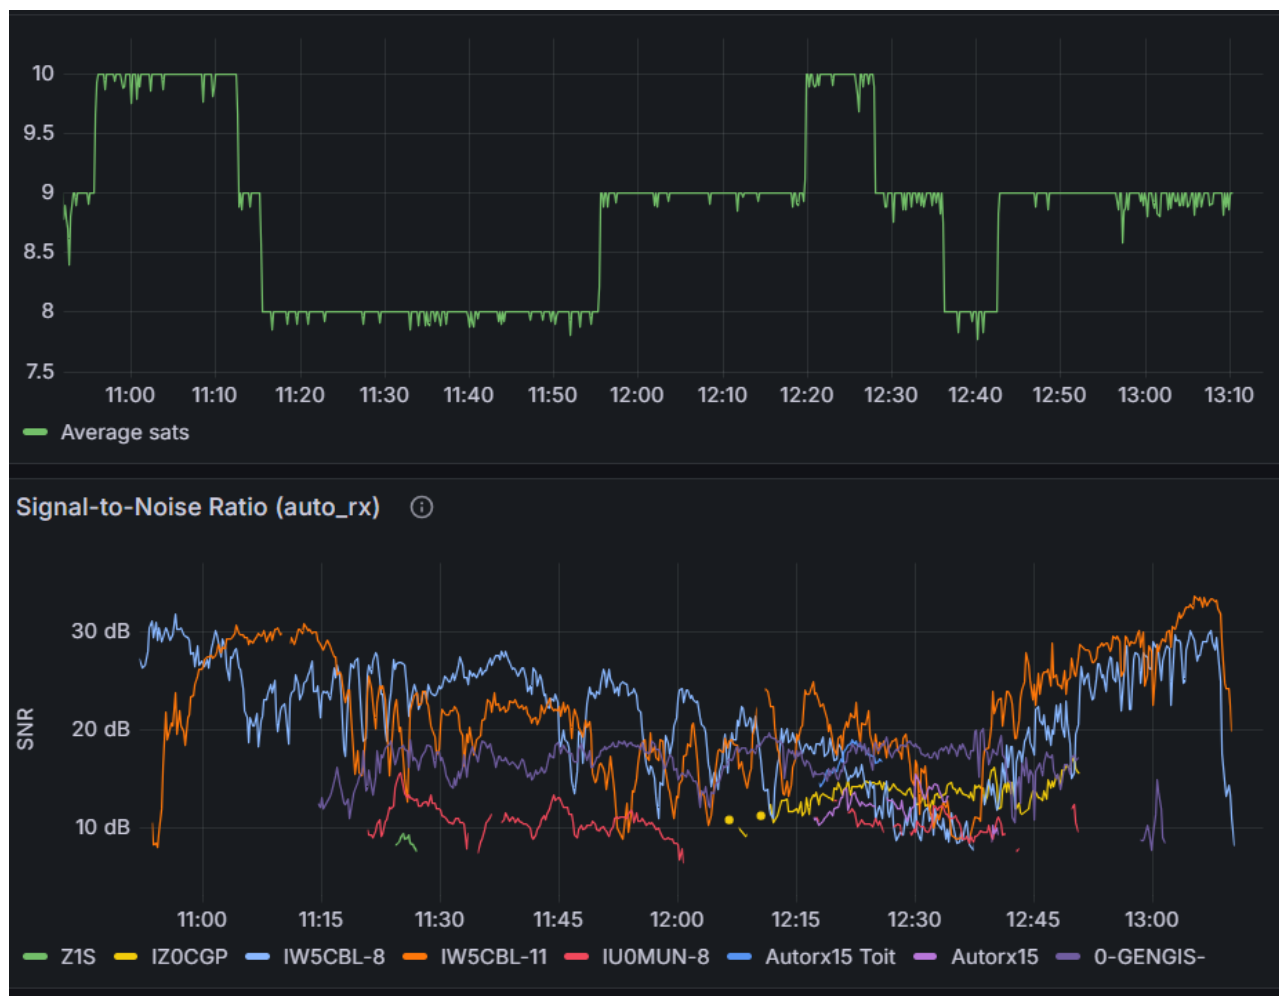 10
9.5
9
8.5
8
7.5
11:00 11:10 11:20 11:30 11:40 11:50 12:00 12:10 12:20 12:30 12:40 12:50 13:00 13:10
Average sats
Signal-to-Noise Ratio (auto_rx)
30 dB
20 dB
10 dB
SNR
11:00 11:15 11:30 11:45 12:00 12:15 12:30 12:45 13:00
Z1S IZ0CGP IW5CBL-8 IW5CBL-11 IU0MUN-8 Autorx15 Toit Autorx15 0-GENGIS-